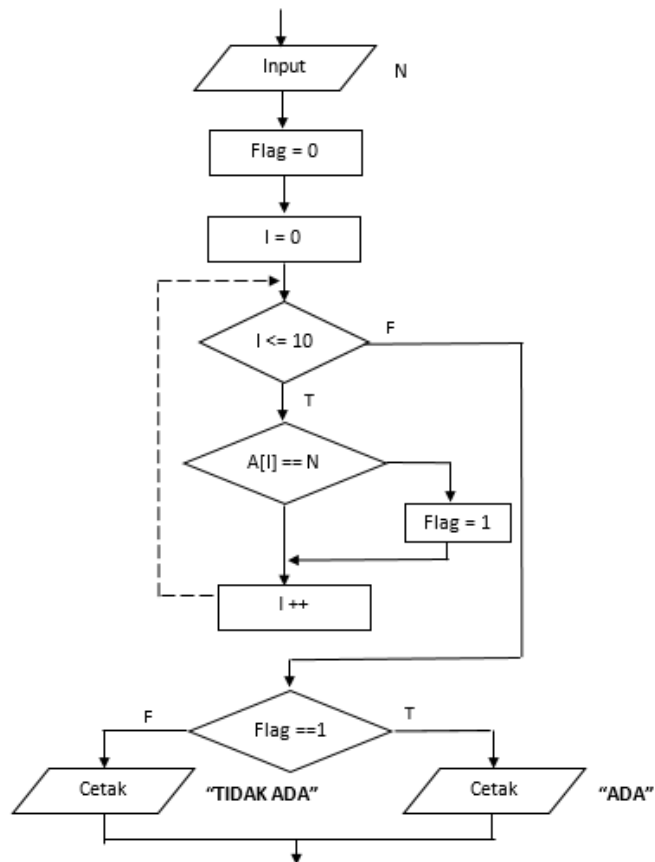 Input
N
Flag = 0
I = 0
I <= 10
F
T
A[I] == N
Flag = 1
I ++
F
Flag ==1
T
Cetak
"TIDAK ADA"
Cetak
"ADA"